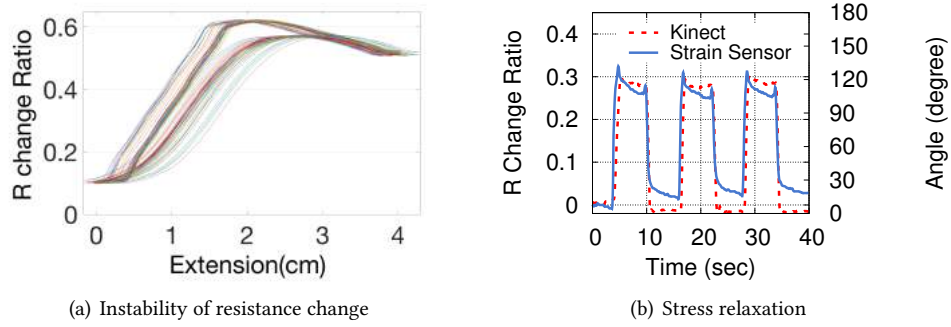 R change Ratio
0.6
0.4
0.2
0
0
1
2
3
4
Extension(cm)
(a) Instability of resistance change
R Change Ratio
0.4
0.3
0.2
0.1
0
Kinect
Strain Sensor
180
150
120
90
60
30
0
Angle (degree)
0
10
20
30
40
Time (sec)
(b) Stress relaxation